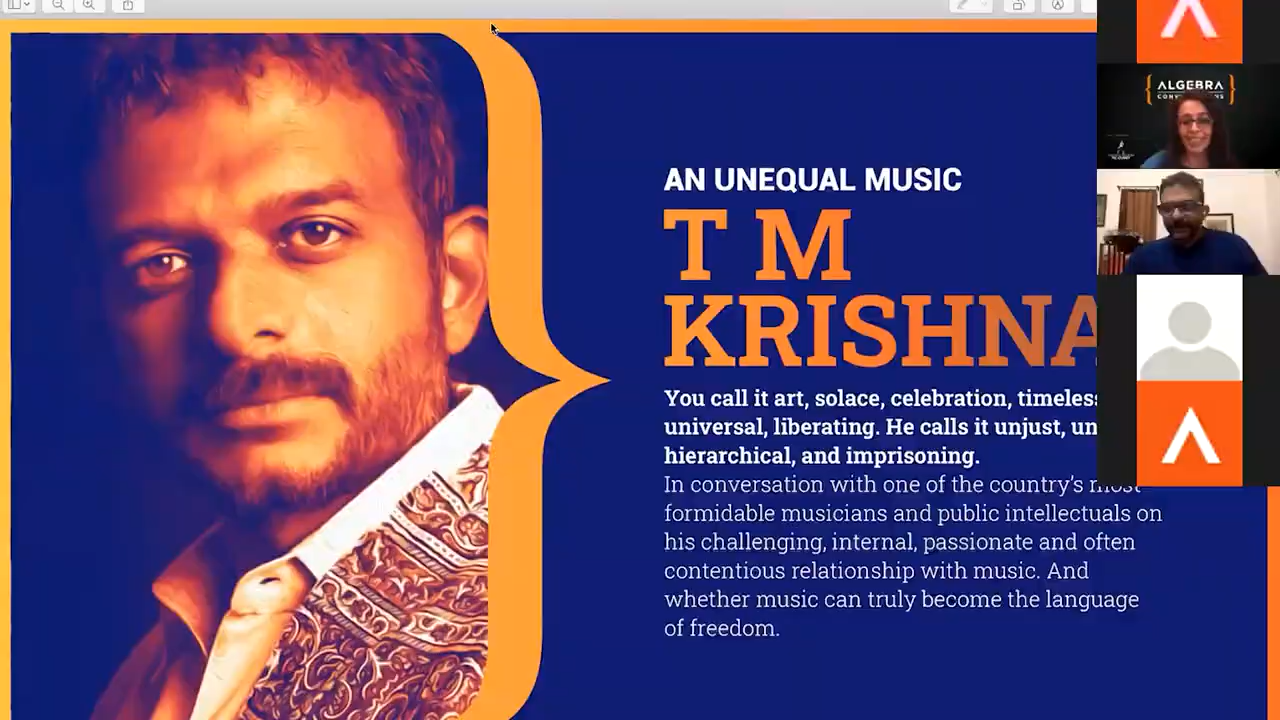 AN UNEQUAL MUSIC
T M
KRISHNA
You call it art, solace, celebration, timeless
universal, liberating. He calls it unjust, un
hierarchical, and imprisoning.
In conversation with one of the country's most
formidable musicians and public intellectuals on
his challenging, internal, passionate and often
contentious relationship with music. And
whether music can truly become the language
of freedom.
ALGEBRA